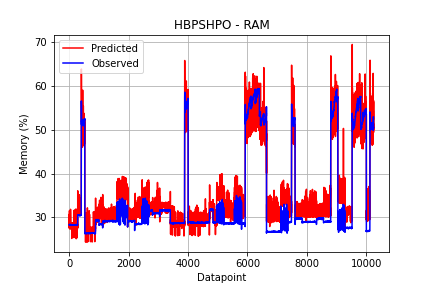 HBPSHPO - RAM
Predicted
Observed
70
60
50
40
30
Memory (%)
0
2000
4000
6000
8000
10000
Datapoint